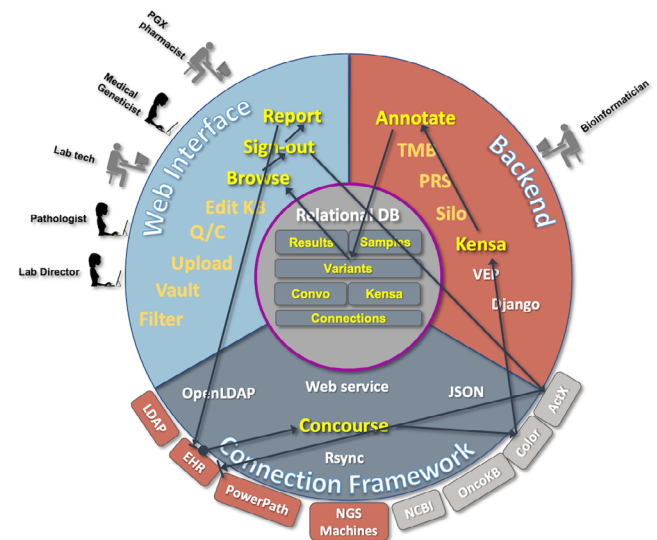 PGX
pharmacist
Medical
Geneticist
Lab tech
Pathologist
Lab Director
Bioinformatician
Web Interface
Report
Sign-out
Browse
Edit KB
Q/C
Upload
Vault
Filter
Backend
Annotate
TMB
PRS
Silo
Kensa
VEP
Django
Relational DB
Results
Samples
Variants
Convo
Kensa
Connections
OpenLDAP
Web service
JSON
Concourse
Rsync
Connection Framework
LDAP
EHR
PowerPath
NGS
Machines
NCBI
OncoKB
Color
ActX